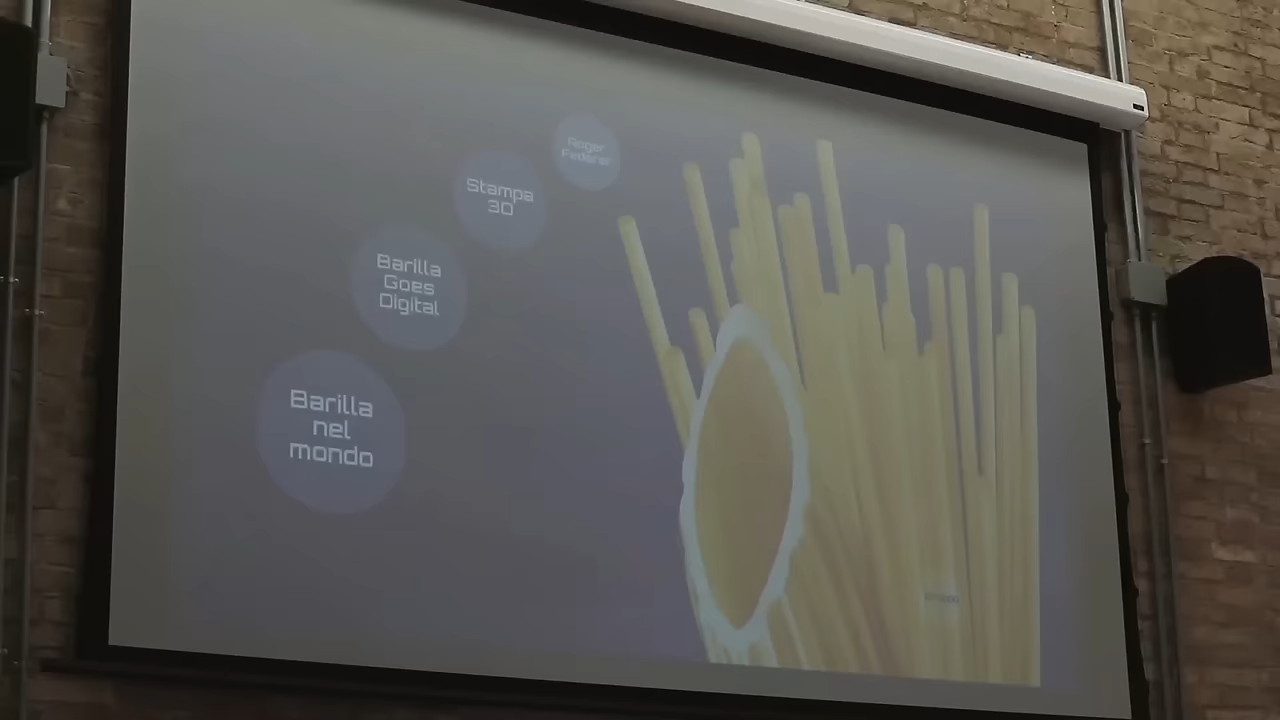 Roger
Federer
Stampa
3D
Barilla
Goes
Digital
Barilla
nel
mondo